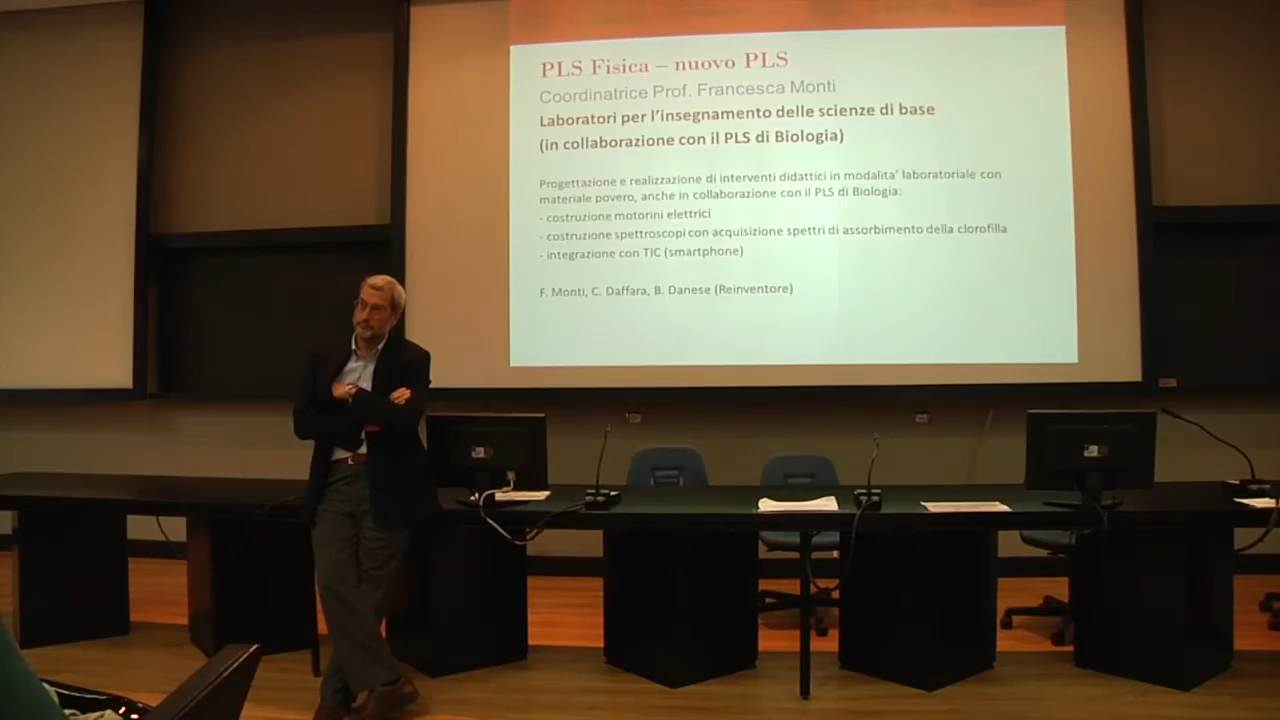 PLS Fisica – nuovo PLS
Coordinatrice Prof. Francesca Monti
Laboratori per l'insegnamento delle scienze di base
(in collaborazione con il PLS di Biologia)
Progettazione e realizzazione di interventi didattici in modalita' laboratoriale con
materiale povero, anche in collaborazione con il PLS di Biologia:
- costruzione motorini elettrici
- costruzione spettroscopi con acquisizione spettri di assorbimento della clorofilla
- integrazione con TIC (smartphone)
F. Monti, C. Daffara, B. Danese (Reinventore)